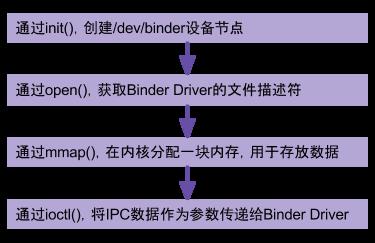 通过init(), 创建/dev/binder设备节点
通过open(), 获取Binder Driver的文件描述符
通过mmap(), 在内核分配一块内存, 用于存放数据
通过ioctl(), 将IPC数据作为参数传递给Binder Driver